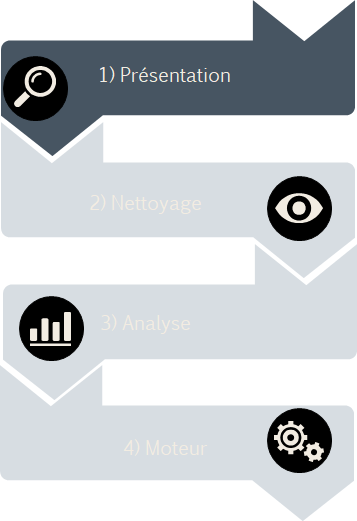 1) Présentation
2) Nettoyage
3) Analyse
4) Moteur